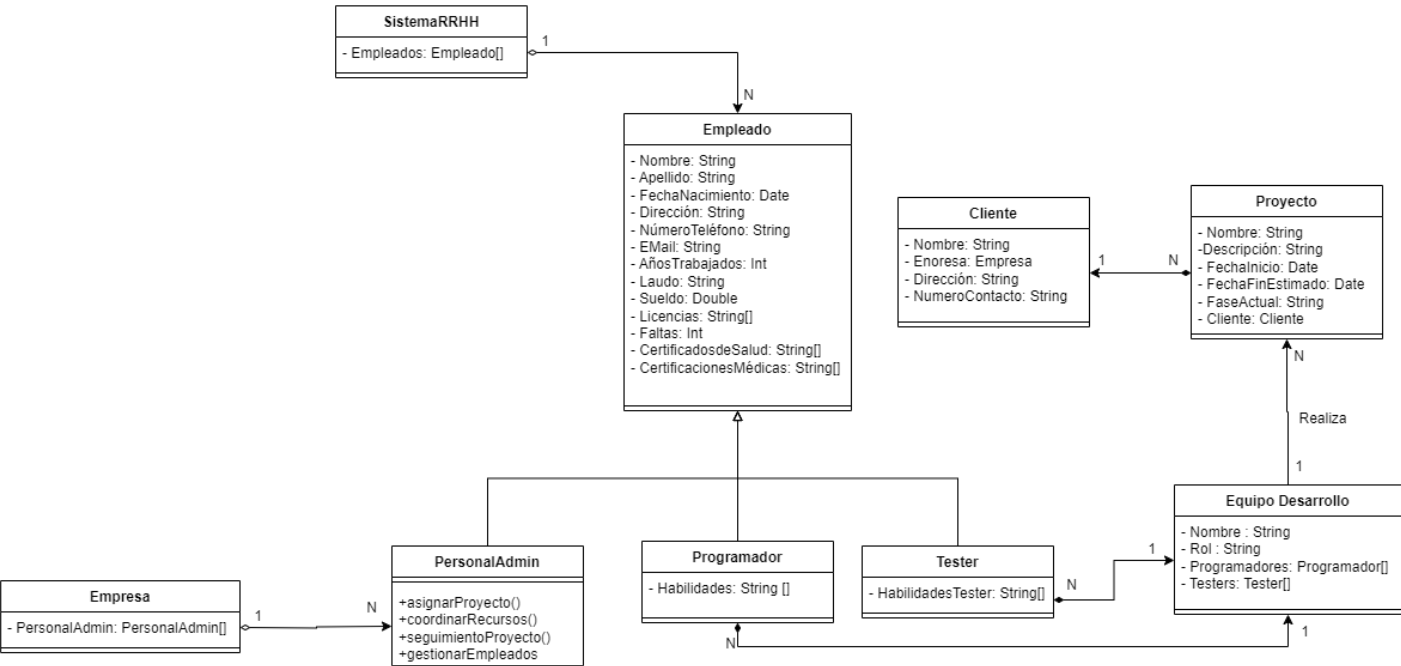 SistemaRRHH
- Empleados: Empleado[]
1
N
Empleado
- Nombre: String
- Apellido: String
- FechaNacimiento: Date
- Dirección: String
- NúmeroTeléfono: String
- EMail: String
- AñosTrabajados: Int
- Laudo: String
- Sueldo: Double
- Licencias: String[]
- Faltas: Int
- CertificadosdeSalud: String[]
- CertificacionesMédicas: String[]
Cliente
- Nombre: String
- Enoresa: Empresa
- Dirección: String
- NumeroContacto: String
1
N
Proyecto
- Nombre: String
-Descripción: String
- FechaInicio: Date
- FechaFinEstimado: Date
- FaseActual: String
- Cliente: Cliente
N
Realiza
1
Equipo Desarrollo
- Nombre : String
- Rol : String
- Programadores: Programador[]
- Testers: Tester[]
Empresa
- PersonalAdmin: PersonalAdmin[]
1
N
PersonalAdmin
+asignarProyecto()
+coordinarRecursos()
+seguimientoProyecto()
+gestionarEmpleados
Programador
- Habilidades: String []
N
1
Tester
- HabilidadesTester: String[]
N
1